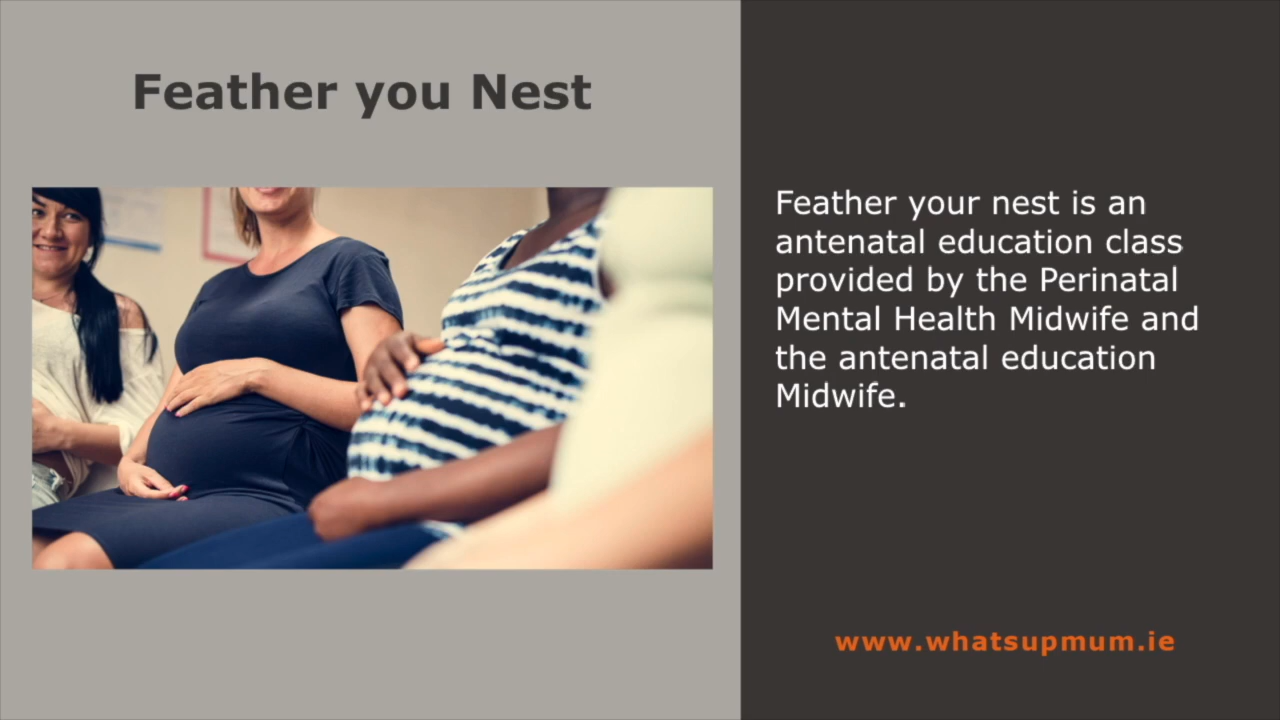 Feather you Nest
Feather your nest is an
antenatal education class
provided by the Perinatal
Mental Health Midwife and
the antenatal education
Midwife.
www.whatsupmum.ie